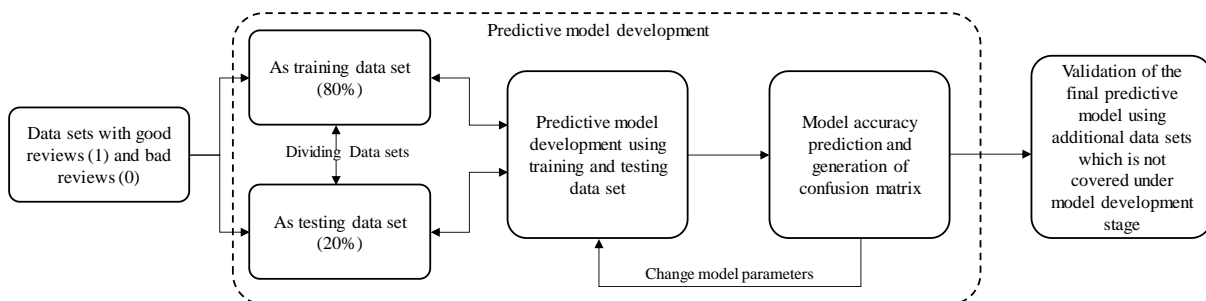 Predictive model development
As training data set
(80%)
Data sets with good
reviews (1) and bad
reviews (0)
Dividing Data sets
As testing data set
(20%)
Predictive model
development using
training and testing
data set
Model accuracy
prediction and
generation of
confusion matrix
Change model parameters
Validation of the
final predictive
model using
additional data sets
which is not
covered under
model development
stage